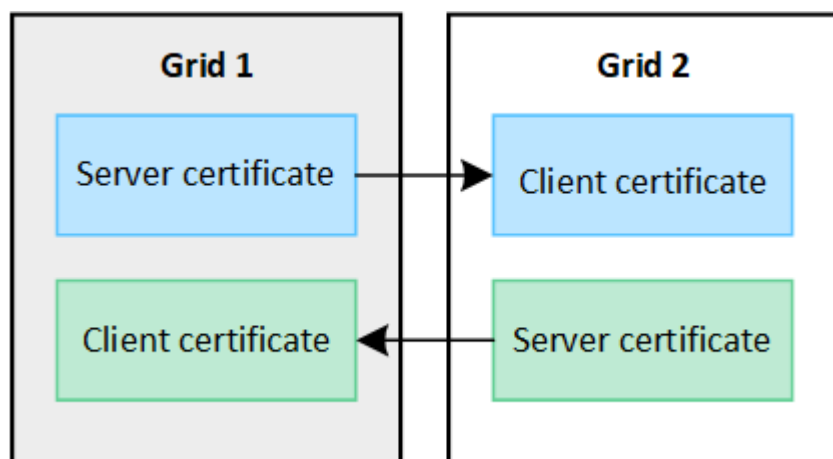 Grid 1
Grid 2
Server certificate
Client certificate
Client certificate
Server certificate